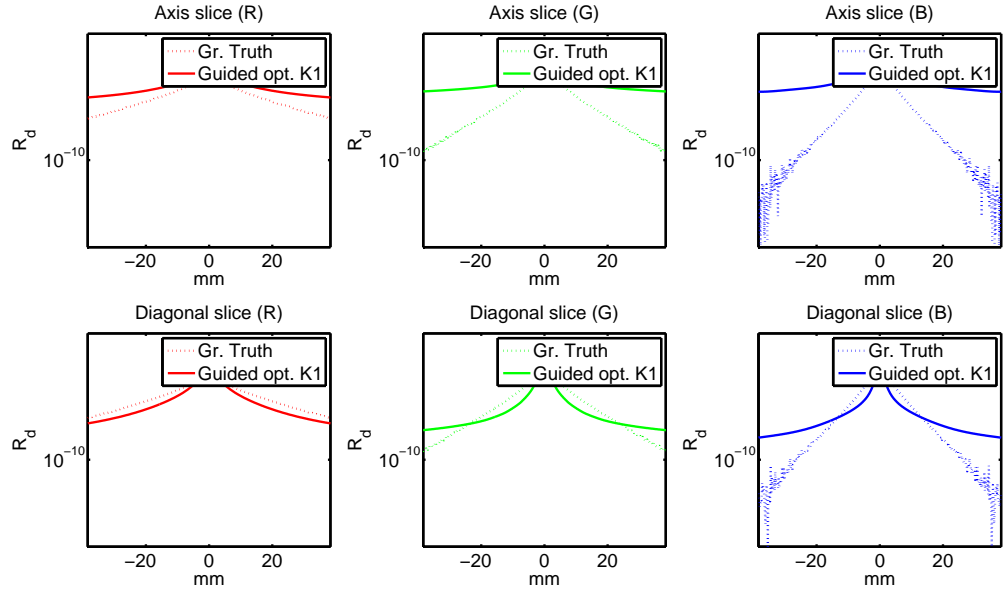 Axis slice (R)
Gr. Truth
Guided opt. K1
R_d
10^−10
−20 0 20
mm
Axis slice (G)
Gr. Truth
Guided opt. K1
R_d
10^−10
−20 0 20
mm
Axis slice (B)
Gr. Truth
Guided opt. K1
R_d
10^−10
−20 0 20
mm
Diagonal slice (R)
Gr. Truth
Guided opt. K1
R_d
10^−10
−20 0 20
mm
Diagonal slice (G)
Gr. Truth
Guided opt. K1
R_d
10^−10
−20 0 20
mm
Diagonal slice (B)
Gr. Truth
Guided opt. K1
R_d
10^−10
−20 0 20
mm